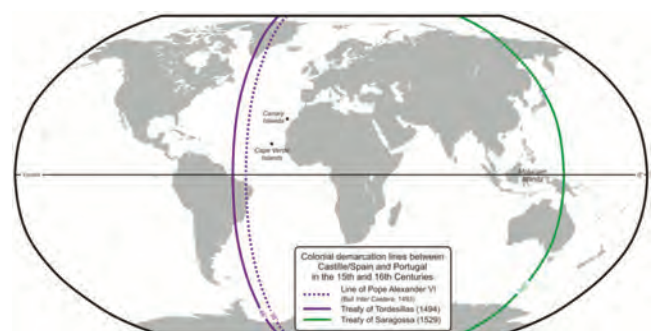 Canary
Islands
Cape Verde
Islands
Equator
Moluccan
Islands
0°
Colonial demarcation lines between
Castille/Spain and Portugal
in the 15th and 16th Centuries
Line of Pope Alexander VI
(Bull Inter Caetera, 1493)
Treaty of Tordesillas (1494)
Treaty of Saragossa (1529)